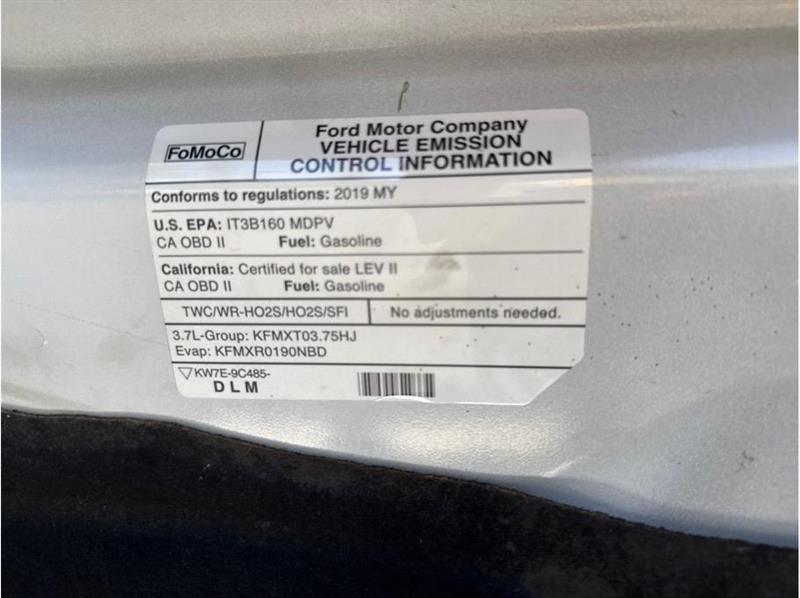 FoMoCo
Ford Motor Company
VEHICLE EMISSION
CONTROL INFORMATION
Conforms to regulations: 2019 MY
U.S. EPA: IT3B160 MDPV
CA OBD II Fuel: Gasoline
California: Certified for sale LEV II
CA OBD II Fuel: Gasoline
TWC/WR-HO2S/HO2S/SFI No adjustments needed.
3.7L-Group: KFMXT03.75HJ
Evap: KFMXR0190NBD
KW7E-9C485-
DLM